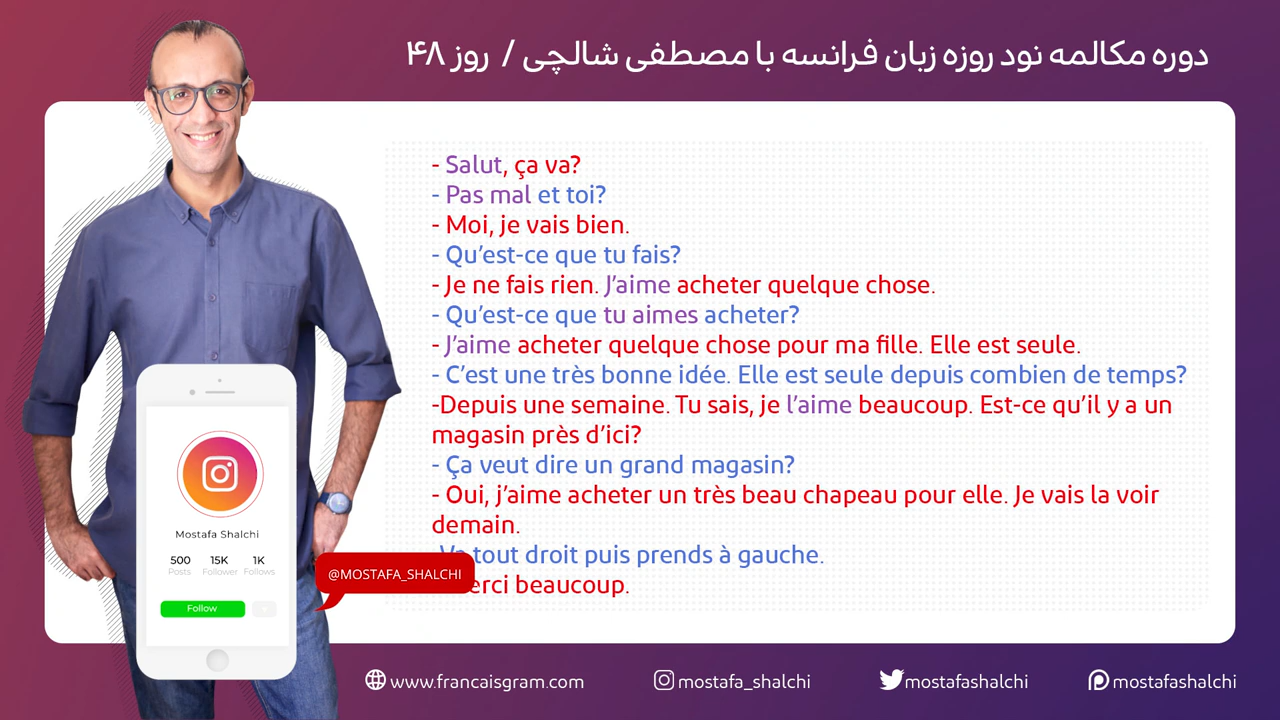 دوره مکالمه نود روزه زبان فرانسه با مصطفی شالچی / روز ۴۸
- Salut, ça va?
- Pas mal et toi?
- Moi, je vais bien.
- Qu'est-ce que tu fais?
- Je ne fais rien. J'aime acheter quelque chose.
- Qu'est-ce que tu aimes acheter?
- J'aime acheter quelque chose pour ma fille. Elle est seule.
- C'est une très bonne idée. Elle est seule depuis combien de temps?
-Depuis une semaine. Tu sais, je l'aime beaucoup. Est-ce qu'il y a un
magasin près d'ici?
- Ça veut dire un grand magasin?
- Oui, j'aime acheter un très beau chapeau pour elle. Je vais la voir
demain.
tout droit puis prends à gauche.
beaucoup.
Mostafa Shalchi
500 15K 1K
Posts Follower Follows
Follow
@MOSTAFA_SHALCHI
www.francaisgram.com mostafa_shalchi mostafashalchi mostafashalchi